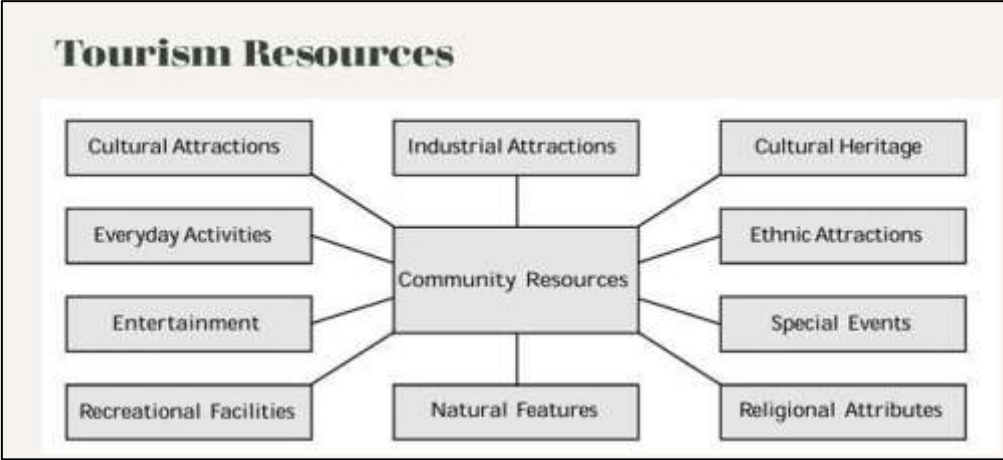 Tourism Resources
Cultural Attractions
Industrial Attractions
Cultural Heritage
Everyday Activities
Ethnic Attractions
Community Resources
Entertainment
Special Events
Recreational Facilities
Natural Features
Religional Attributes